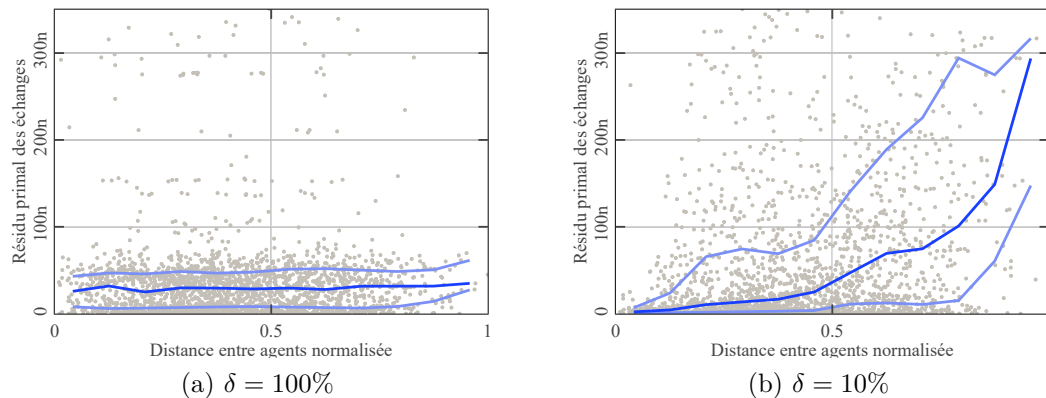 300n
300n
200n
200n
100n
100n
0
0
Résidu primal des échanges
Résidu primal des échanges
0 0.5 1
0 0.5
Distance entre agents normalisée
Distance entre agents normalisée
(a) δ = 100%
(b) δ = 10%